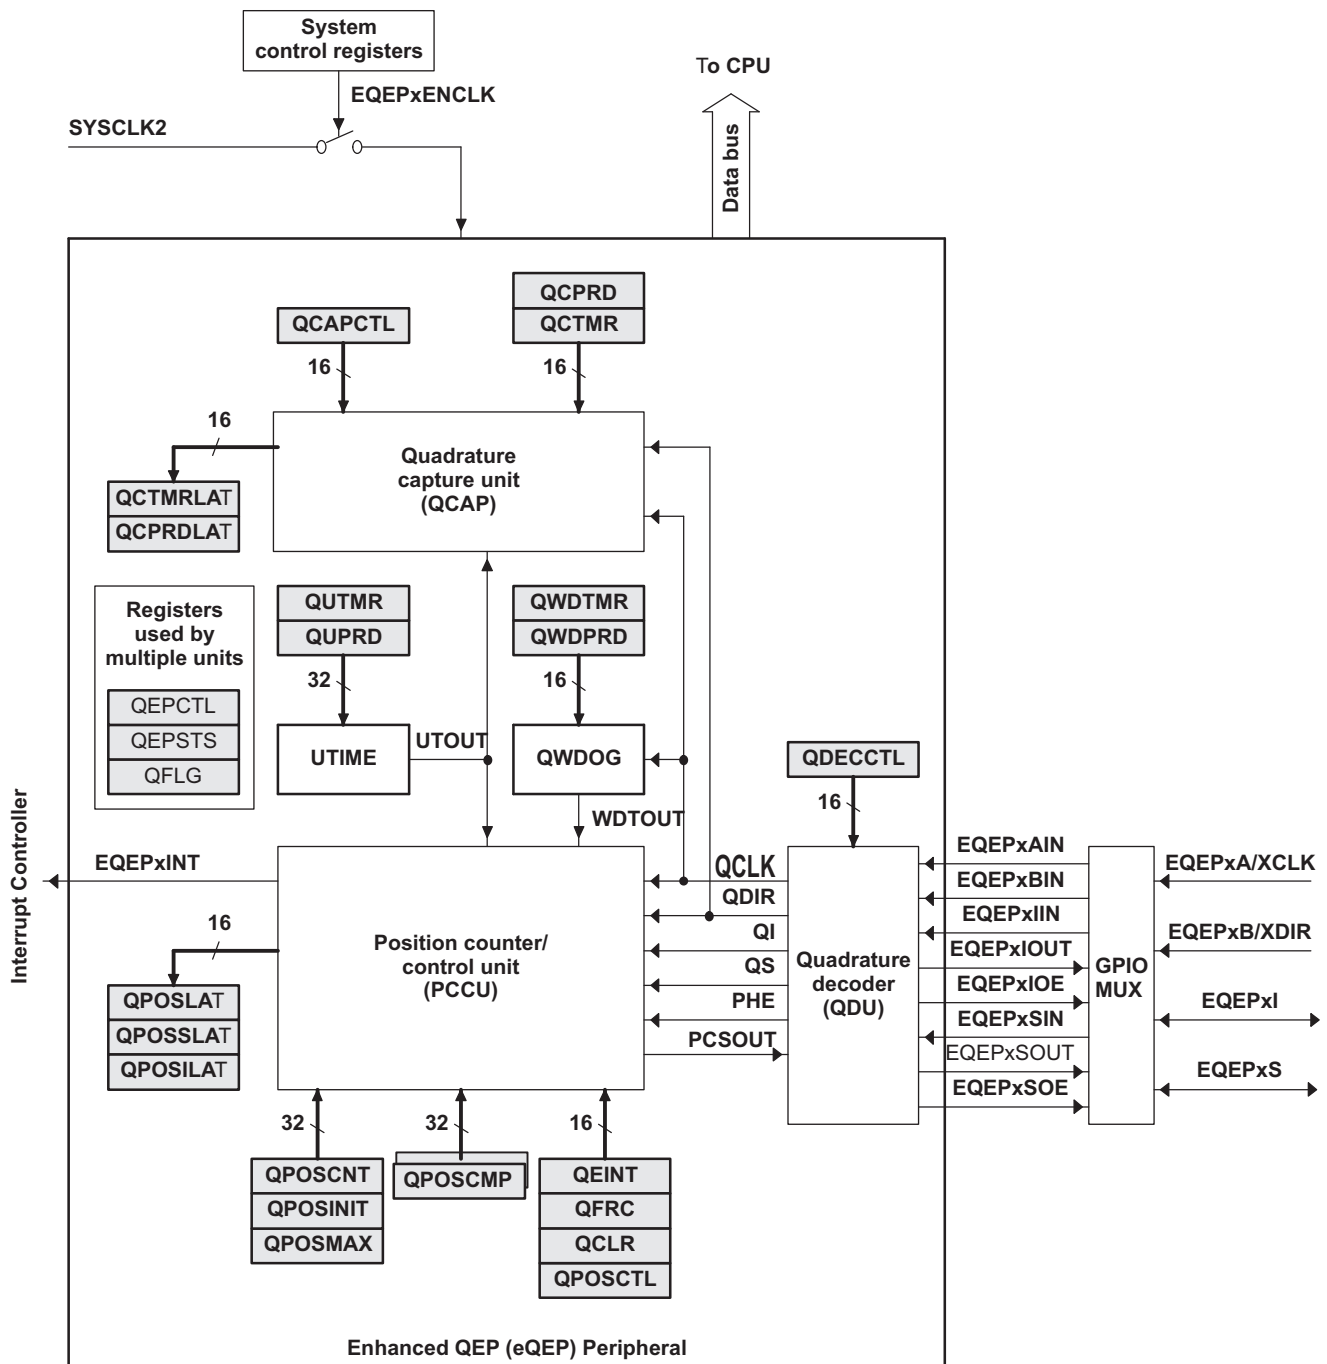 System
control registers
To CPU
EQEPxENCLK
SYSCLK2
Data bus
QCPRD
QCAPCTL
QCTMR
16
16
16
Quadrature
capture unit
(QCAP)
QCTMRLAT
QCPRDLAT
Registers
used by
multiple units
QEPCTL
QEPSTS
QFLG
QUTMR
QUPRD
QWDTMR
QWDPRD
32
16
UTIME
UTOUT
QWDOG
QDECCTL
WDTOUT
16
Interrupt Controller
EQEPxINT
16
QPOSLAT
QPOSSLAT
QPOSILAT
Position counter/
control unit
(PCCU)
QCLK
QDIR
QI
QS
PHE
PCSOUT
Quadrature
decoder
(QDU)
EQEPxAIN
EQEPxBIN
EQEPxIIN
EQEPxIOUT
EQEPxIOE
EQEPxSIN
EQEPxSOUT
EQEPxSOE
GPIO
MUX
EQEPxA/XCLK
EQEPxB/XDIR
EQEPxI
EQEPxS
32
32
16
QPOSCNT
QPOSINIT
QPOSMAX
QPOSCMP
QEINT
QFRC
QCLR
QPOSCTL
Enhanced QEP (eQEP) Peripheral